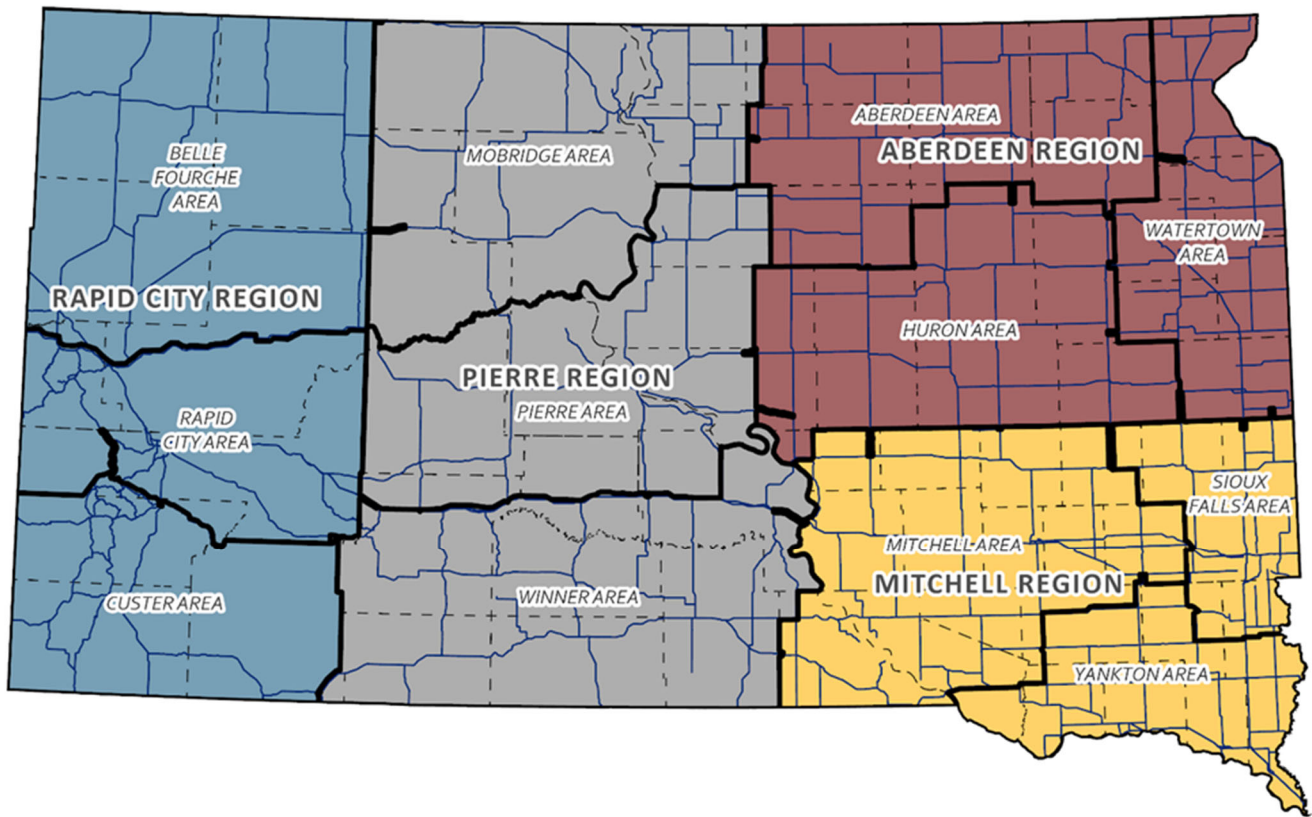 BELLE
FOURCHE
AREA
RAPID CITY REGION
RAPID
CITY AREA
CUSTER AREA
MOBRIDGE AREA
PIERRE REGION
PIERRE AREA
WINNER AREA
ABERDEEN AREA
ABERDEEN REGION
WATERTOWN
AREA
HURON AREA
SIOUX
FALLS AREA
MITCHELL AREA
MITCHELL REGION
YANKTON AREA